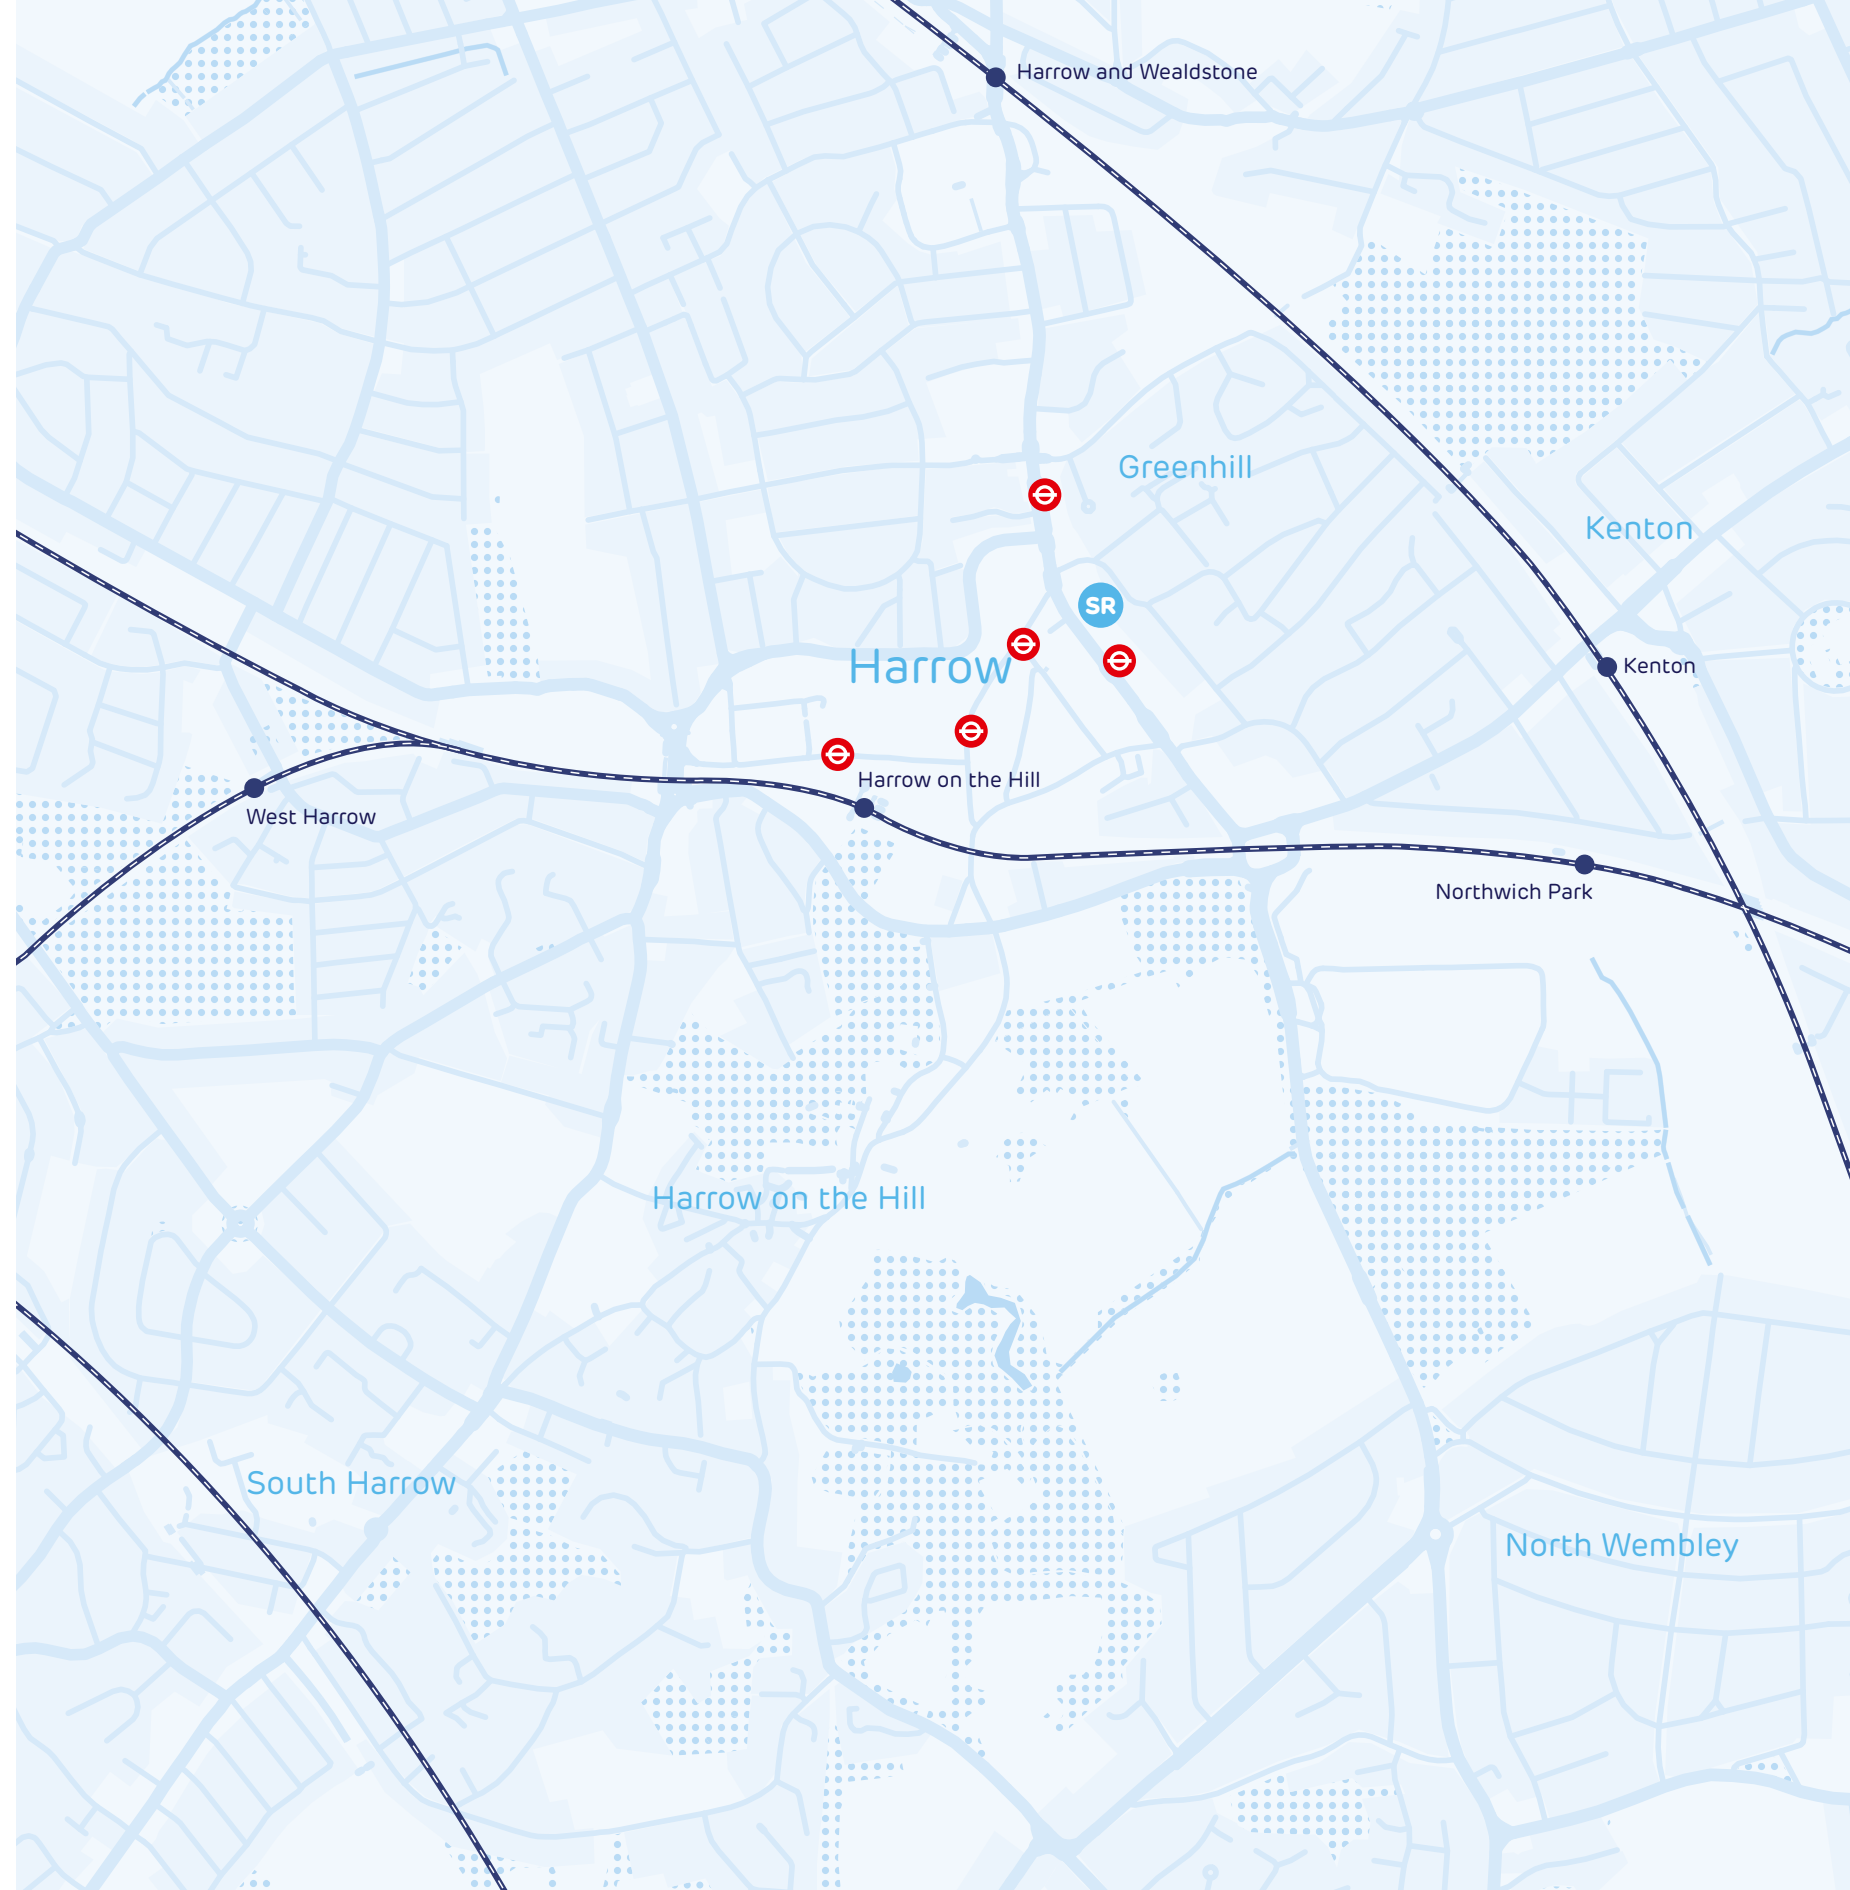 Harrow and Wealdstone
Greenhill
Kenton
SR
Harrow
Kenton
Harrow on the Hill
West Harrow
Northwich Park
Harrow on the Hill
South Harrow
North Wembley